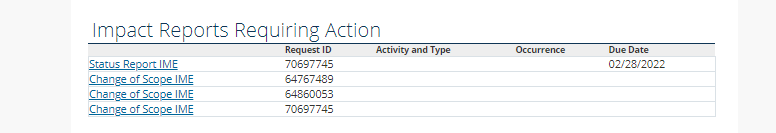 Impact Reports Requiring Action
Request ID Activity and Type Occurrence Due Date
Status Report IME 70697745 02/28/2022
Change of Scope IME 64767489
Change of Scope IME 64860053
Change of Scope IME 70697745